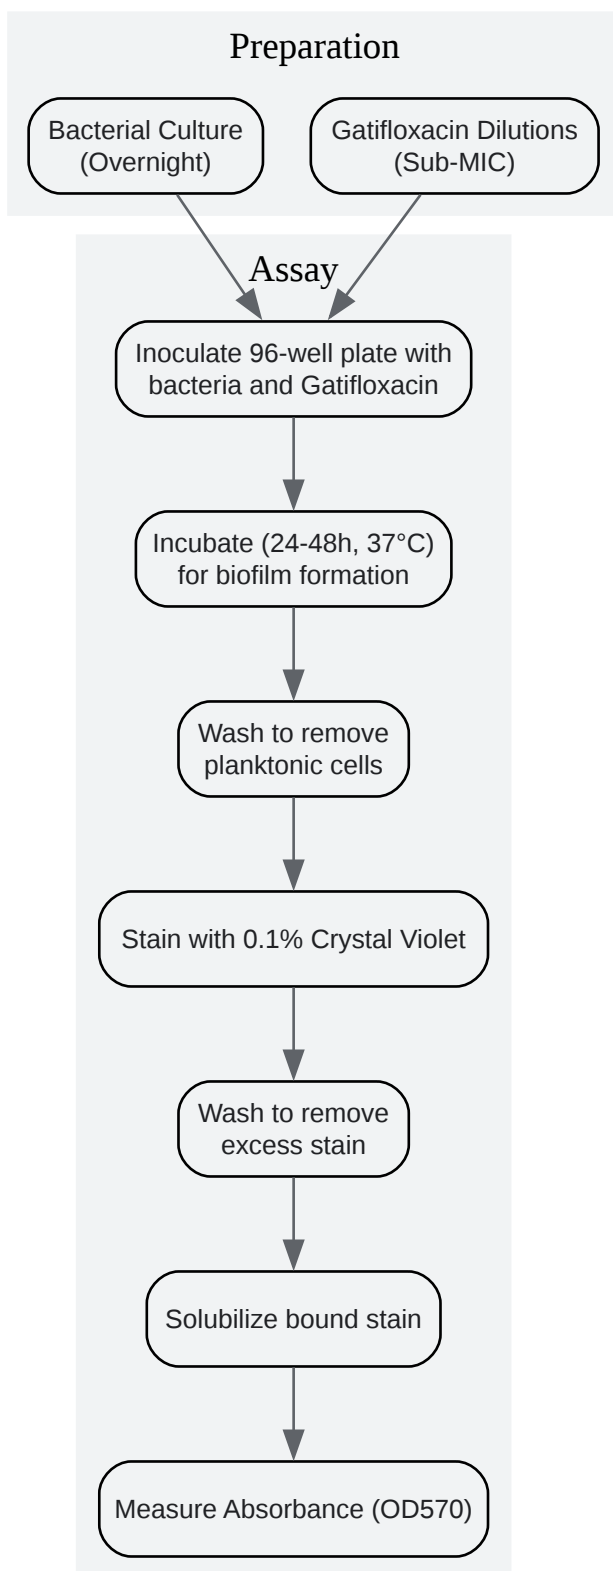 Preparation
Bacterial Culture
(Overnight)
Gatifloxacin Dilutions
(Sub-MIC)
Assay
Inoculate 96-well plate with
bacteria and Gatifloxacin
Incubate (24-48h, 37°C)
for biofilm formation
Wash to remove
planktonic cells
Stain with 0.1% Crystal Violet
Wash to remove
excess stain
Solubilize bound stain
Measure Absorbance (OD570)